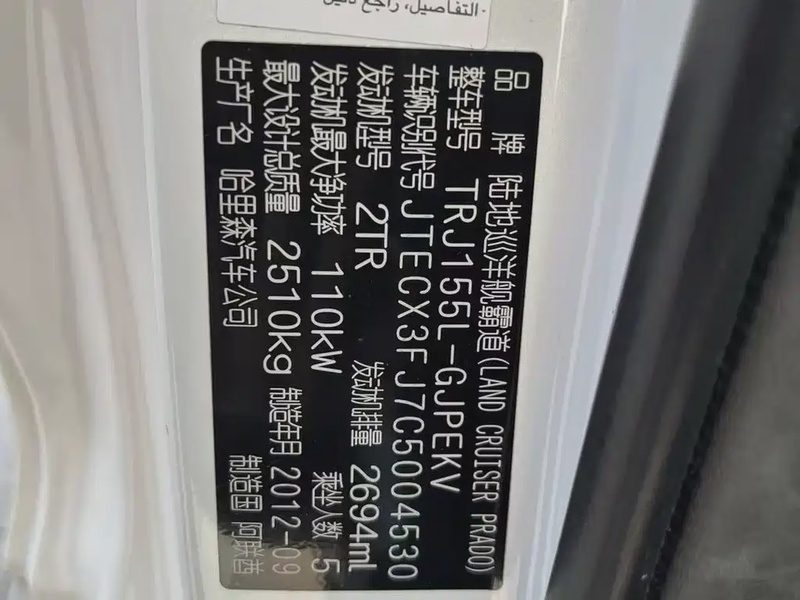 التفاصيل، راجع دليل
品 牌 陆地巡洋舰霸道(LAND CRUISER PRADO)
整车型号 TRJ155L-GJPEKV
车辆识别代号 JTECX3FJ7C5004530
发动机型号 2TR 发动机排量 2694ml
发动机最大净功率 110kW 乘坐人数 5
最大设计总质量 2510kg 制造年月 2012-09
生产厂名 哈里森汽车公司 制造国 阿联酋